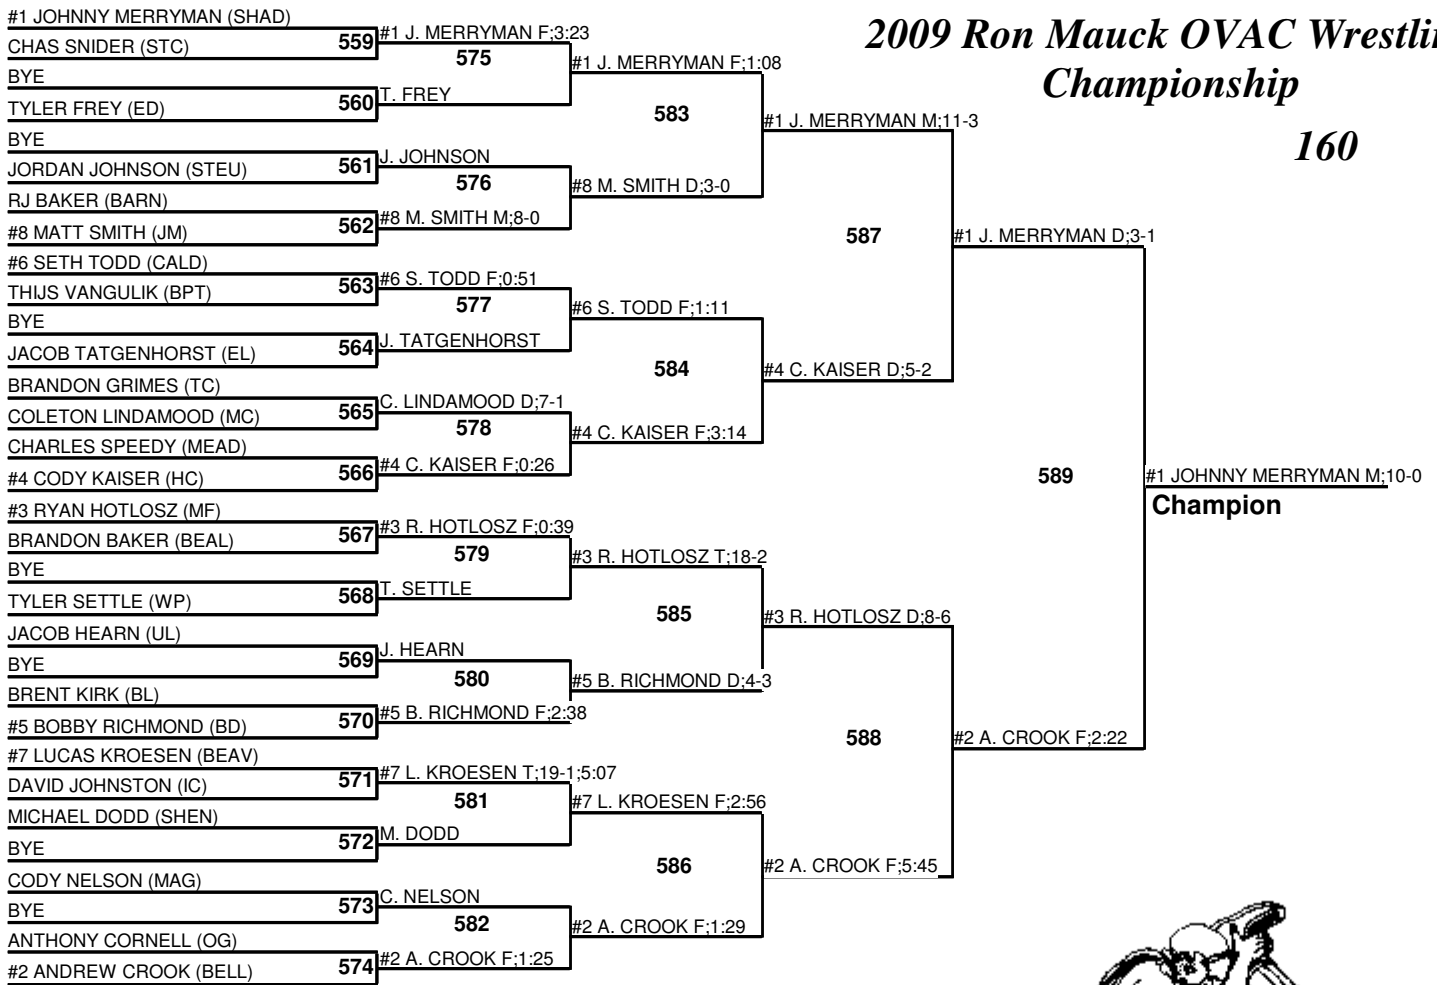 2009 Ron Mauck OVAC Wrestlin
Championship
160
#1 JOHNNY MERRYMAN (SHAD)
CHAS SNIDER (STC)
BYE
TYLER FREY (ED)
BYE
JORDAN JOHNSON (STEU)
RJ BAKER (BARN)
#8 MATT SMITH (JM)
#6 SETH TODD (CALD)
THIJS VANGULIK (BPT)
BYE
JACOB TATGENHORST (EL)
BRANDON GRIMES (TC)
COLETON LINDAMOOD (MC)
CHARLES SPEEDY (MEAD)
#4 CODY KAISER (HC)
#3 RYAN HOTLOSZ (MF)
BRANDON BAKER (BEAL)
BYE
TYLER SETTLE (WP)
JACOB HEARN (UL)
BYE
BRENT KIRK (BL)
#5 BOBBY RICHMOND (BD)
#7 LUCAS KROESEN (BEAV)
DAVID JOHNSTON (IC)
MICHAEL DODD (SHEN)
BYE
CODY NELSON (MAG)
BYE
ANTHONY CORNELL (OG)
#2 ANDREW CROOK (BELL)
559
560
561
562
563
564
565
566
567
568
569
570
571
572
573
574
#1 J. MERRYMAN F;3:23
575
T. FREY
J. JOHNSON
576
#8 M. SMITH M;8-0
#6 S. TODD F;0:51
577
J. TATGENHORST
C. LINDAMOOD D;7-1
578
#4 C. KAISER F;0:26
#3 R. HOTLOSZ F;0:39
579
T. SETTLE
J. HEARN
580
#5 B. RICHMOND F;2:38
#7 L. KROESEN T;19-1;5:07
581
M. DODD
C. NELSON
582
#2 A. CROOK F;1:25
#1 J. MERRYMAN F;1:08
583
#8 M. SMITH D;3-0
#6 S. TODD F;1:11
584
#4 C. KAISER F;3:14
#3 R. HOTLOSZ T;18-2
585
#5 B. RICHMOND D;4-3
#7 L. KROESEN F;2:56
586
#2 A. CROOK F;1:29
#1 J. MERRYMAN M;11-3
587
#4 C. KAISER D;5-2
#3 R. HOTLOSZ D;8-6
588
#2 A. CROOK F;5:45
#1 J. MERRYMAN D;3-1
589
#2 A. CROOK F;2:22
#1 JOHNNY MERRYMAN M;10-0
Champion